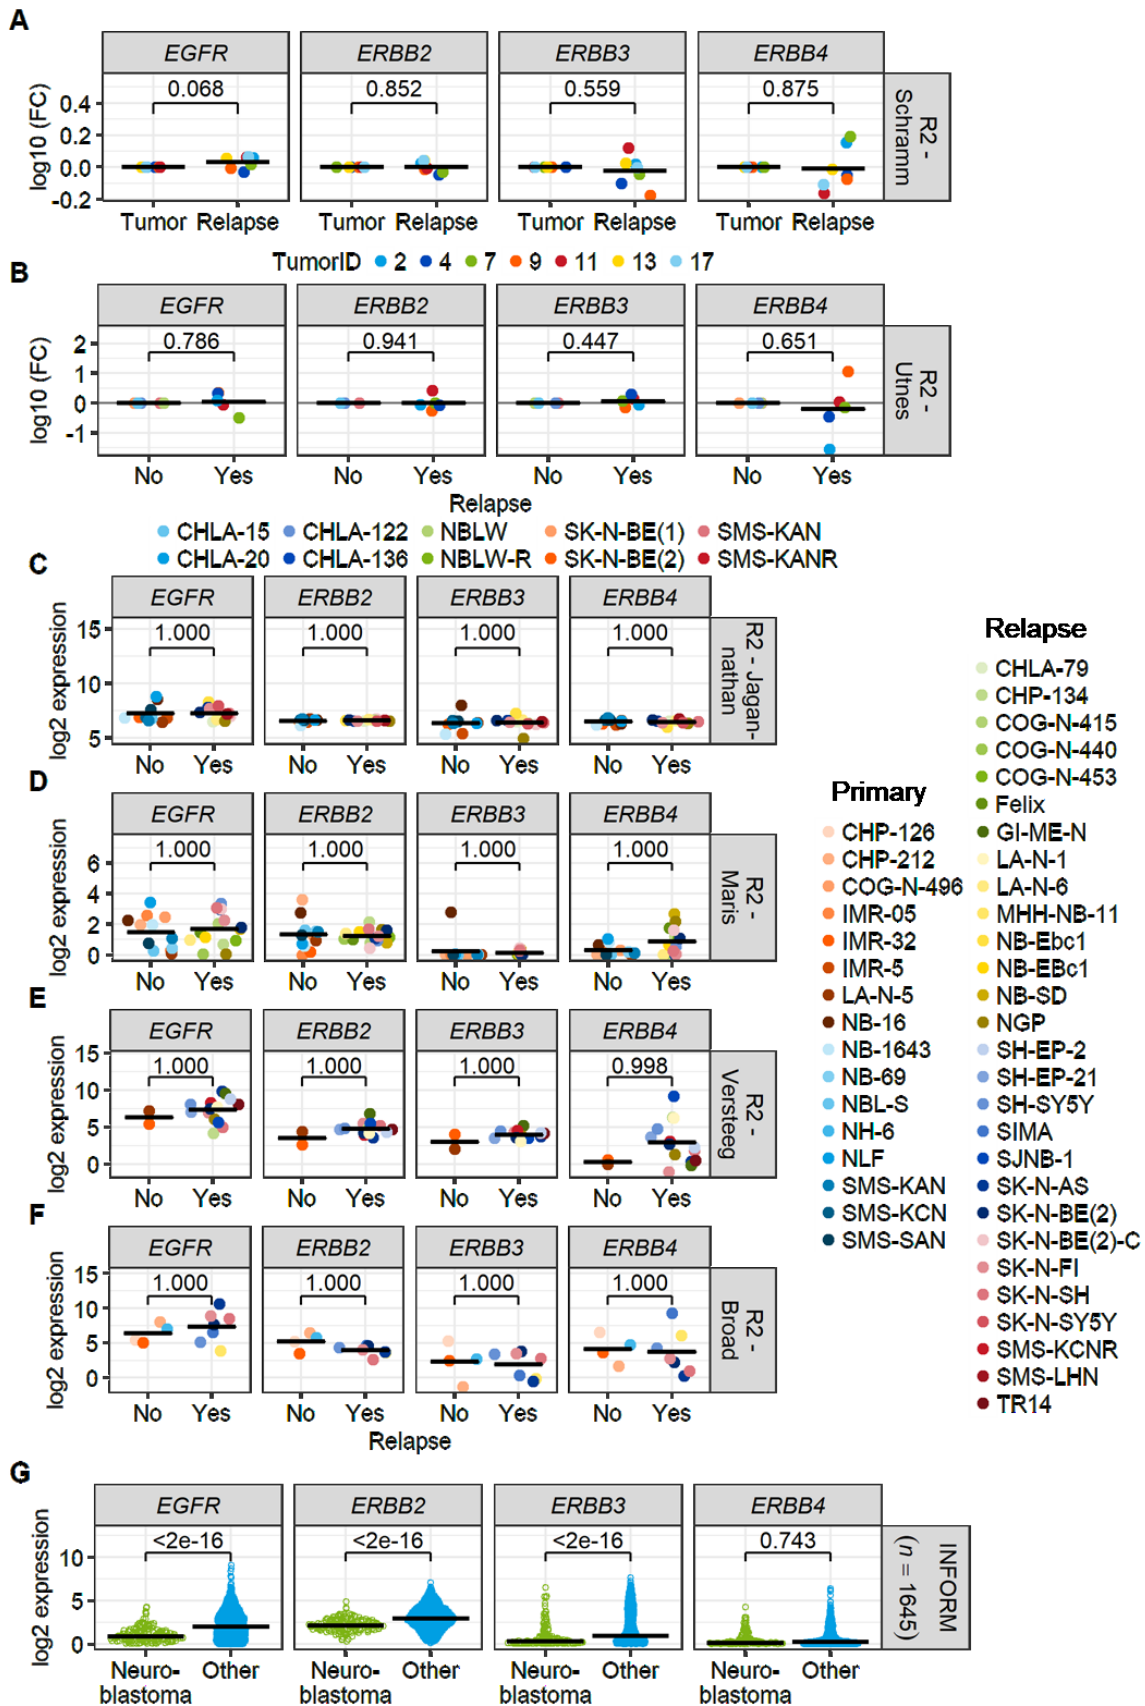 A
EGFR ERBB2 ERBB3 ERBB4
0.068 0.852 0.559 0.875
log10 (FC)
0.4
0.2
0.0
-0.2
R2 -
Schramm
Tumor Relapse Tumor Relapse Tumor Relapse Tumor Relapse
TumorID 2 4 7 9 11 13 17
B
EGFR ERBB2 ERBB3 ERBB4
0.786 0.941 0.447 0.651
log10 (FC)
2
1
0
-1
R2 -
Utnes
No Yes No Yes No Yes No Yes
Relapse
CHLA-15 CHLA-122 NBLW SK-N-BE(1) SMS-KAN
CHLA-20 CHLA-136 NBLW-R SK-N-BE(2) SMS-KANR
C
EGFR ERBB2 ERBB3 ERBB4
1.000 1.000 1.000 1.000
log2 expression
15
10
5
R2 - Jagan-
nathan
No Yes No Yes No Yes No Yes
D
EGFR ERBB2 ERBB3 ERBB4
1.000 1.000 1.000 1.000
log2 expression
6
4
2
0
R2 -
Maris
No Yes No Yes No Yes No Yes
E
EGFR ERBB2 ERBB3 ERBB4
1.000 1.000 1.000 0.998
log2 expression
15
10
5
0
R2 -
Versteeg
No Yes No Yes No Yes No Yes
F
EGFR ERBB2 ERBB3 ERBB4
1.000 1.000 1.000 1.000
log2 expression
15
10
5
0
R2 -
Broad
No Yes No Yes No Yes No Yes
Relapse
Primary
CHP-126
CHP-212
COG-N-496
IMR-05
IMR-32
IMR-5
LA-N-5
NB-16
NB-1643
NB-69
NBL-S
NH-6
NLF
SMS-KAN
SMS-KCN
SMS-SAN
Relapse
CHLA-79
CHP-134
COG-N-415
COG-N-440
COG-N-453
Felix
GI-ME-N
LA-N-1
LA-N-6
MHH-NB-11
NB-Ebc1
NB-EBc1
NB-SD
NGP
SH-EP-2
SH-EP-21
SH-SY5Y
SIMA
SJNB-1
SK-N-AS
SK-N-BE(2)
SK-N-BE(2)-C
SK-N-FI
SK-N-SH
SK-N-SY5Y
SMS-KCNR
SMS-LHN
TR14
G
EGFR ERBB2 ERBB3 ERBB4
<2e-16 <2e-16 <2e-16 0.743
log2 expression
10
5
0
INFORM
(n = 1645)
Neuro- Other Neuro- Other Neuro- Other Neuro- Other
blastoma blastoma blastoma blastoma